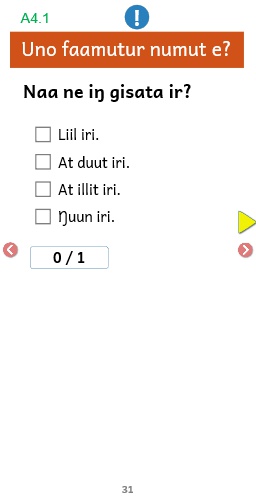 A4.1
!
Uno faamutur numut e?
Naa ne iŋ gisata ir?
Liil iri.
At duut iri.
At illit iri.
Ŋuun iri.
0 / 1
31